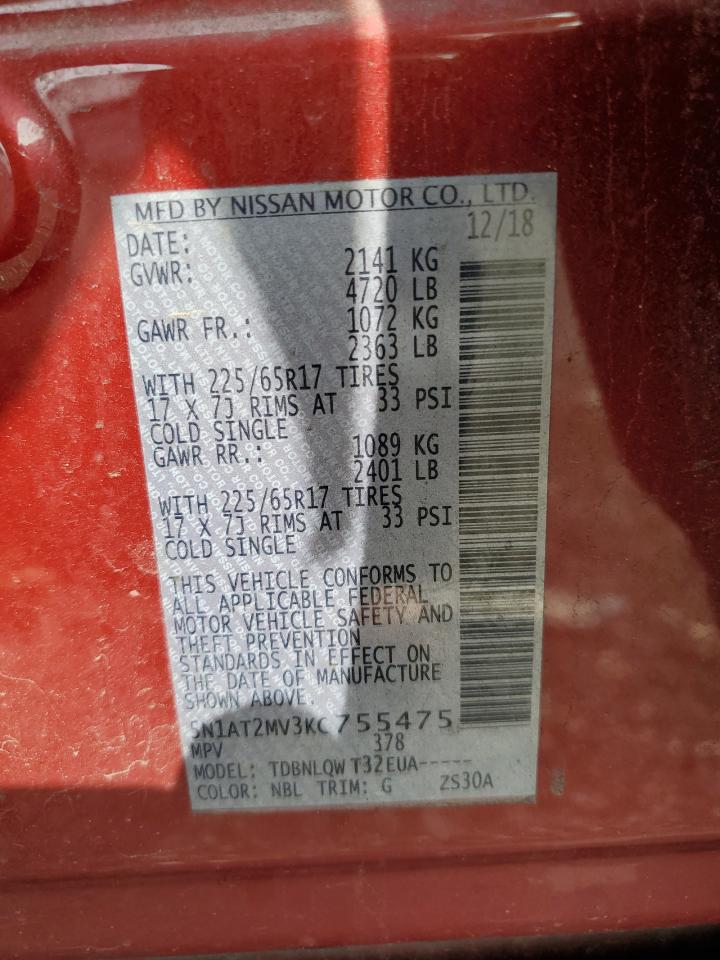 MFD BY NISSAN MOTOR CO., LTD.
DATE: 12/18
GVWR: 2141 KG
4720 LB
GAWR FR.: 1072 KG
2363 LB
WITH 225/65R17 TIRES
17 X 7J RIMS AT 33 PSI
COLD SINGLE
GAWR RR.: 1089 KG
2401 LB
WITH 225/65R17 TIRES
17 X 7J RIMS AT 33 PSI
COLD SINGLE
THIS VEHICLE CONFORMS TO
ALL APPLICABLE FEDERAL
MOTOR VEHICLE SAFETY AND
THEFT PREVENTION
STANDARDS IN EFFECT ON
THE DATE OF MANUFACTURE
SHOWN ABOVE.
5N1AT2MV3KC755475
MPV 378
MODEL: TDBNLQW T32EUA-----
COLOR: NBL TRIM: G ZS30A